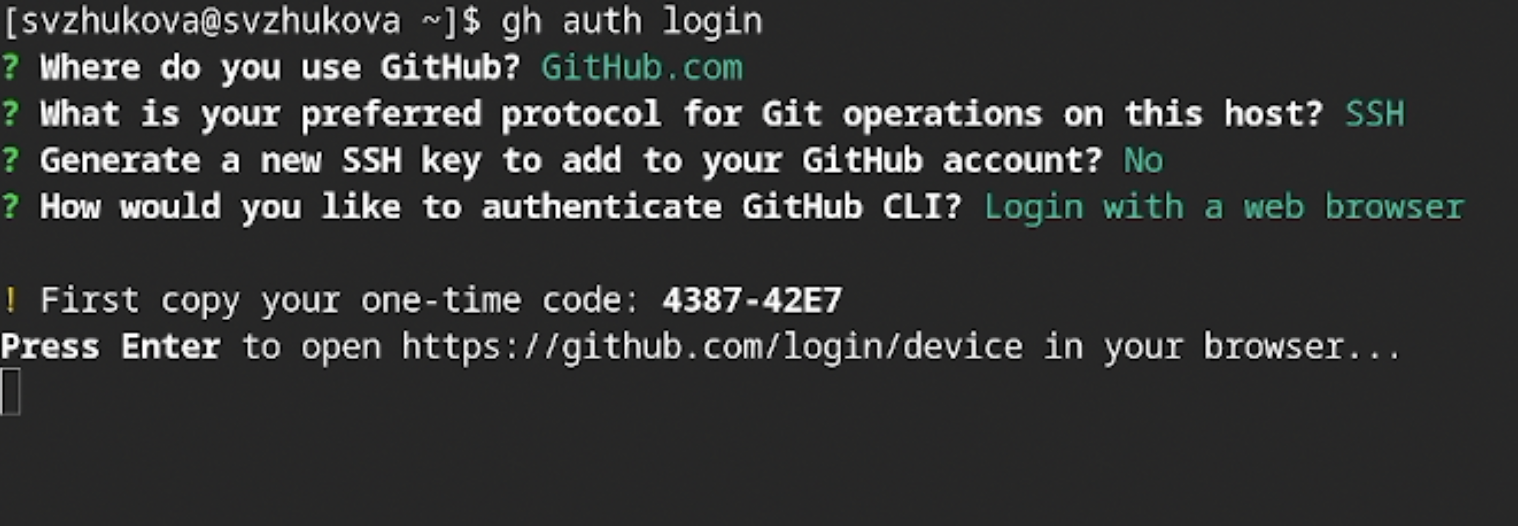 [svzhukova@svzhukova ~]$ gh auth login
? Where do you use GitHub? GitHub.com
? What is your preferred protocol for Git operations on this host? SSH
? Generate a new SSH key to add to your GitHub account? No
? How would you like to authenticate GitHub CLI? Login with a web browser
! First copy your one-time code: 4387-42E7
Press Enter to open https://github.com/login/device in your browser...